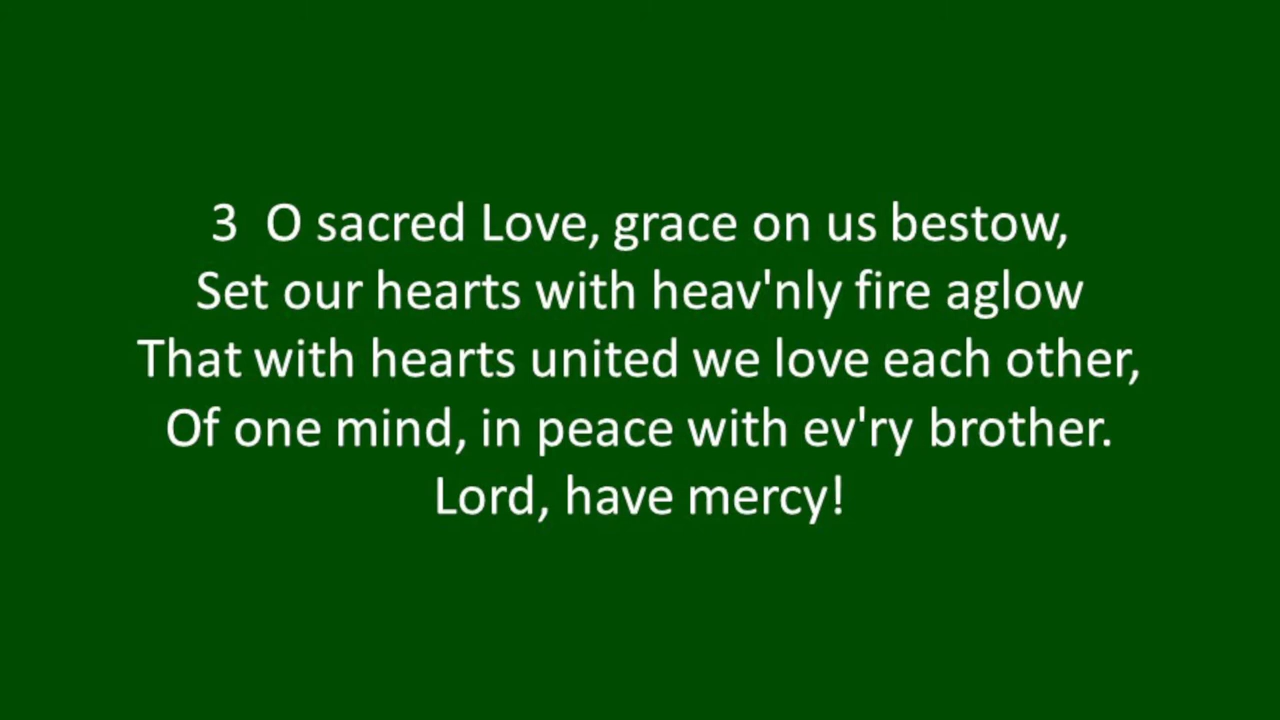 3 O sacred Love, grace on us bestow,
Set our hearts with heav'nly fire aglow
That with hearts united we love each other,
Of one mind, in peace with ev'ry brother.
Lord, have mercy!